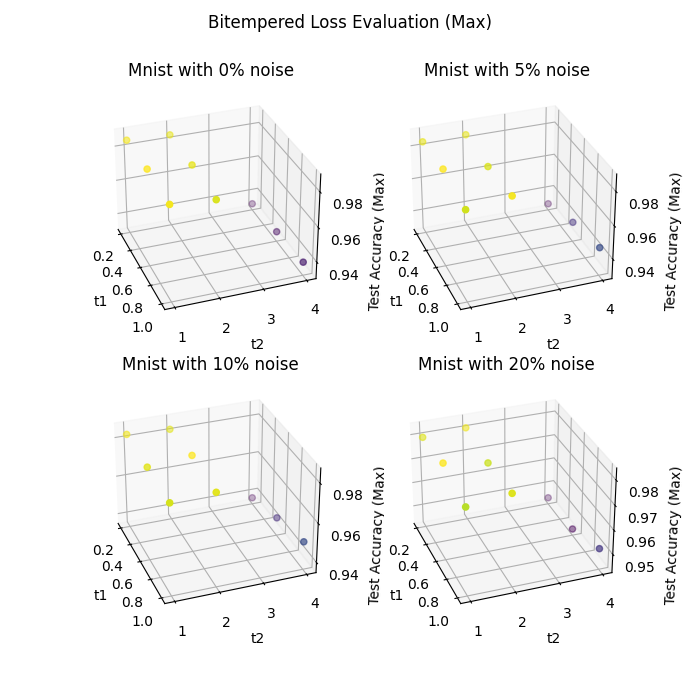 Bitempered Loss Evaluation (Max)
Mnist with 0% noise
0.2
0.4
0.6
0.8
1.0
t1
1
2
3
4
t2
0.94
0.96
0.98
Test Accuracy (Max)
Mnist with 5% noise
0.2
0.4
0.6
0.8
1.0
t1
1
2
3
4
t2
0.94
0.96
0.98
Test Accuracy (Max)
Mnist with 10% noise
0.2
0.4
0.6
0.8
1.0
t1
1
2
3
4
t2
0.94
0.96
0.98
Test Accuracy (Max)
Mnist with 20% noise
0.2
0.4
0.6
0.8
1.0
t1
1
2
3
4
t2
0.95
0.96
0.97
0.98
Test Accuracy (Max)